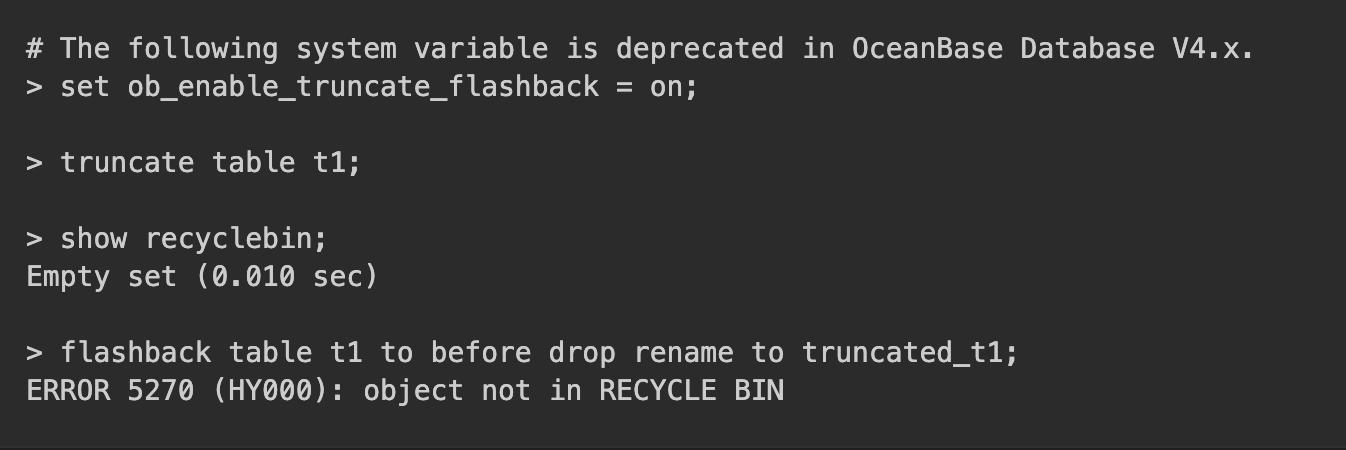 # The following system variable is deprecated in OceanBase Database V4.x.
> set ob_enable_truncate_flashback = on;
> truncate table t1;
> show recyclebin;
Empty set (0.010 sec)
> flashback table t1 to before drop rename to truncated_t1;
ERROR 5270 (HY000): object not in RECYCLE BIN